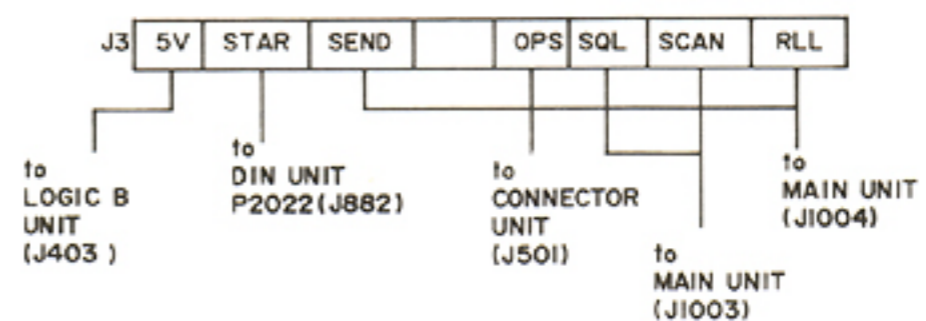 J3 5V STAR SEND OPS SQL SCAN RLL
to
LOGIC B
UNIT
(J403 )
to
DIN UNIT
P2022(J882)
to
CONNECTOR
UNIT
(J501)
to
MAIN UNIT
(J1003)
to
MAIN UNIT
(J1004)